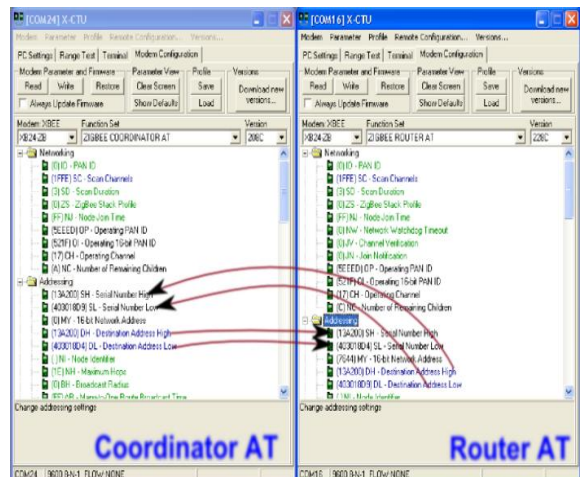 [COM24] X-CTU
Modem Parameter Profile Remote Configuration... Versions...
PC Settings Range Test Terminal Modem Configuration
Modem Parameter and Firmware Parameter View Profile Versions
Read Write Restore Clear Screen Save Download new
Always Update Firmware Show Defaults Load versions...
Modem: XBEE Function Set Version
XB24-ZB ZIGBEE COORDINATOR AT 208C
Networking
(0) ID - PAN ID
(1FFE) SC - Scan Channels
(3) SD - Scan Duration
(0) ZS - ZigBee Stack Profile
(FF) NJ - Node Join Time
(5EEED) OP - Operating PAN ID
(521F) OI - Operating 16-bit PAN ID
(17) CH - Operating Channel
(A) NC - Number of Remaining Children
Addressing
(13A200) SH - Serial Number High
(403018D9) SL - Serial Number Low
(0) MY - 16-bit Network Address
(13A200) DH - Destination Address High
(403018D4) DL - Destination Address Low
( ) NI - Node Identifier
(1E) NH - Maximum Hops
(0) BH - Broadcast Radius
(FF) AR - Many-to-One Route Broadcast Time
Change addressing settings
Coordinator AT
COM24 9600 8-N-1 FLOW:NONE
[COM16] X-CTU
Modem Parameter Profile Remote Configuration... Versions...
PC Settings Range Test Terminal Modem Configuration
Modem Parameter and Firmware Parameter View Profile Versions
Read Write Restore Clear Screen Save Download new
Always Update Firmware Show Defaults Load versions...
Modem: XBEE Function Set Version
XB24-ZB ZIGBEE ROUTER AT 228C
Networking
(0) ID - PAN ID
(1FFE) SC - Scan Channels
(3) SD - Scan Duration
(0) ZS - ZigBee Stack Profile
(FF) NJ - Node Join Time
(0) NW - Network Watchdog Timeout
(0) JV - Channel Verification
(0) JN - Join Notification
(5EEED) OP - Operating PAN ID
(521F) OI - Operating 16-bit PAN ID
(17) CH - Operating Channel
(C) NC - Number of Remaining Children
Addressing
(13A200) SH - Serial Number High
(403018D4) SL - Serial Number Low
(7644) MY - 16-bit Network Address
(13A200) DH - Destination Address High
(403018D9) DL - Destination Address Low
( ) NI - Node Identifier
Change addressing settings
Router AT
COM16 9600 8-N-1 FLOW:NONE